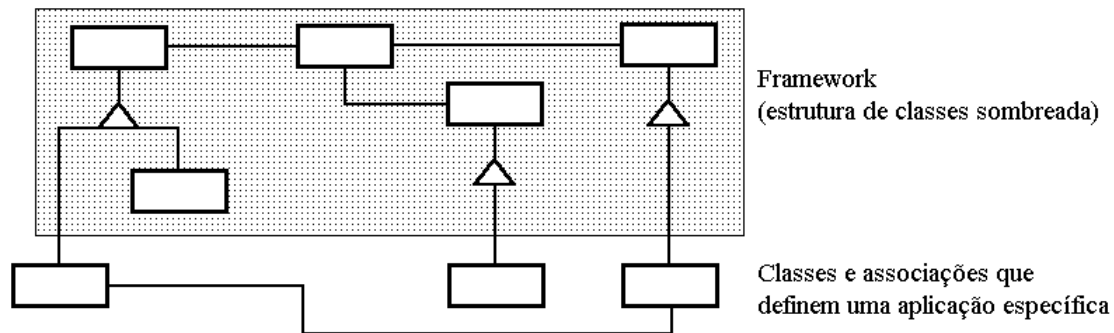 Framework
(estrutura de classes sombreada)
Classes e associações que
definem uma aplicação específica